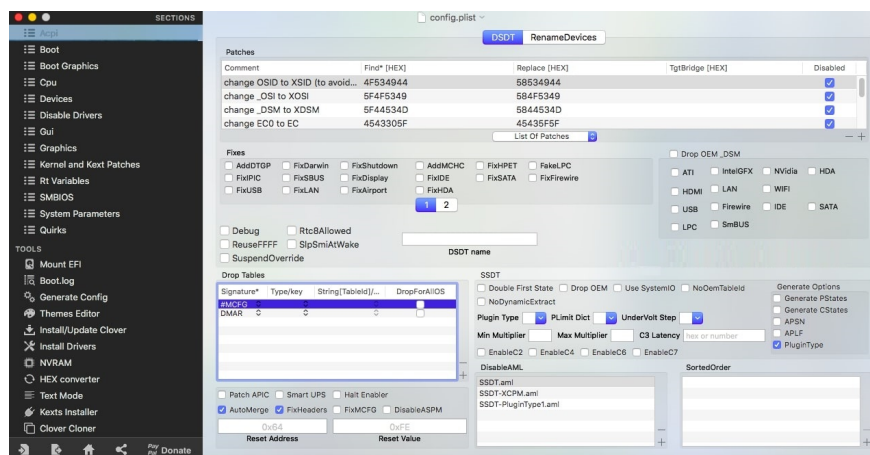 SECTIONS
config.plist
Acpi
Boot
Boot Graphics
Cpu
Devices
Disable Drivers
Gui
Graphics
Kernel and Kext Patches
Rt Variables
SMBIOS
System Parameters
Quirks
TOOLS
Mount EFI
Boot.log
Generate Config
Themes Editor
Install/Update Clover
Install Drivers
NVRAM
HEX converter
Text Mode
Kexts Installer
Clover Cloner
Pay Pal Donate
DSDT RenameDevices
Patches
Comment Find* [HEX] Replace [HEX] TgtBridge [HEX] Disabled
change OSID to XSID (to avoid... 4F534944 58534944
change _OSI to XOSI 5F4F5349 584F5349
change _DSM to XDSM 5F44534D 5844534D
change EC0 to EC 4543305F 45435F5F
List Of Patches
Fixes
AddDTGP FixDarwin FixShutdown AddMCHC FixHPET FakeLPC
FixIPIC FixSBUS FixDisplay FixIDE FixSATA FixFirewire
FixUSB FixLAN FixAirport FixHDA
1 2
Drop OEM _DSM
ATI IntelGFX NVidia HDA
HDMI LAN WIFI
USB Firewire IDE SATA
LPC SmBUS
Debug Rtc8Allowed
ReuseFFFF SlpSmiAtWake
SuspendOverride
DSDT name
Drop Tables
Signature* Type/key String[TableId]/... DropForAllOS
#MCFG
DMAR
Patch APIC Smart UPS Halt Enabler
AutoMerge FixHeaders FixMCFG DisableASPM
0x64 0xFE
Reset Address Reset Value
SSDT
Double First State Drop OEM Use SystemIO NoOemTableId
NoDynamicExtract
Plugin Type PLimit Dict UnderVolt Step
Min Multiplier Max Multiplier C3 Latency hex or number
EnableC2 EnableC4 EnableC6 EnableC7
Generate Options
Generate PStates
Generate CStates
APSN
APLF
PluginType
DisableAML SortedOrder
SSDT.aml
SSDT-XCPM.aml
SSDT-PluginType1.aml